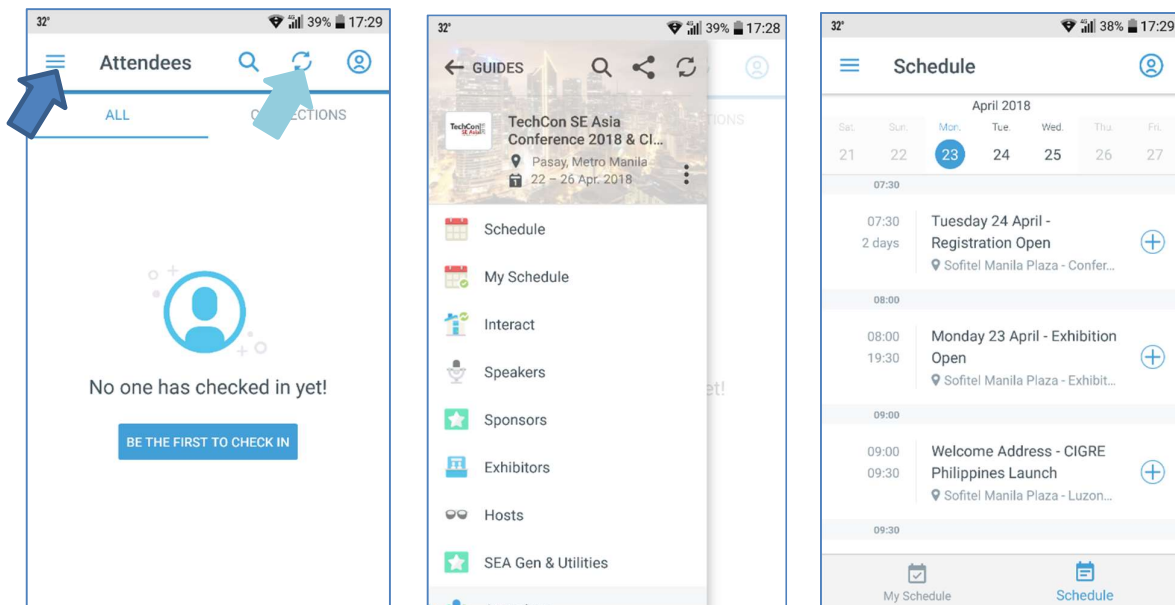 32°
39% 17:29
Attendees
ALL
No one has checked in yet!
BE THE FIRST TO CHECK IN
32°
39% 17:28
GUIDES
TechCon SE Asia
Conference 2018 & CI...
Pasay, Metro Manila
22 – 26 Apr. 2018
Schedule
My Schedule
Interact
Speakers
Sponsors
Exhibitors
Hosts
SEA Gen & Utilities
32°
38% 17:29
Schedule
April 2018
Sat. Sun. Mon. Tue. Wed. Thu. Fri.
21 22 23 24 25 26 27
07:30
07:30 Tuesday 24 April -
2 days Registration Open
Sofitel Manila Plaza - Confer...
08:00
08:00 Monday 23 April - Exhibition
19:30 Open
Sofitel Manila Plaza - Exhibit...
09:00
09:00 Welcome Address - CIGRE
09:30 Philippines Launch
Sofitel Manila Plaza - Luzon...
09:30
My Schedule
Schedule